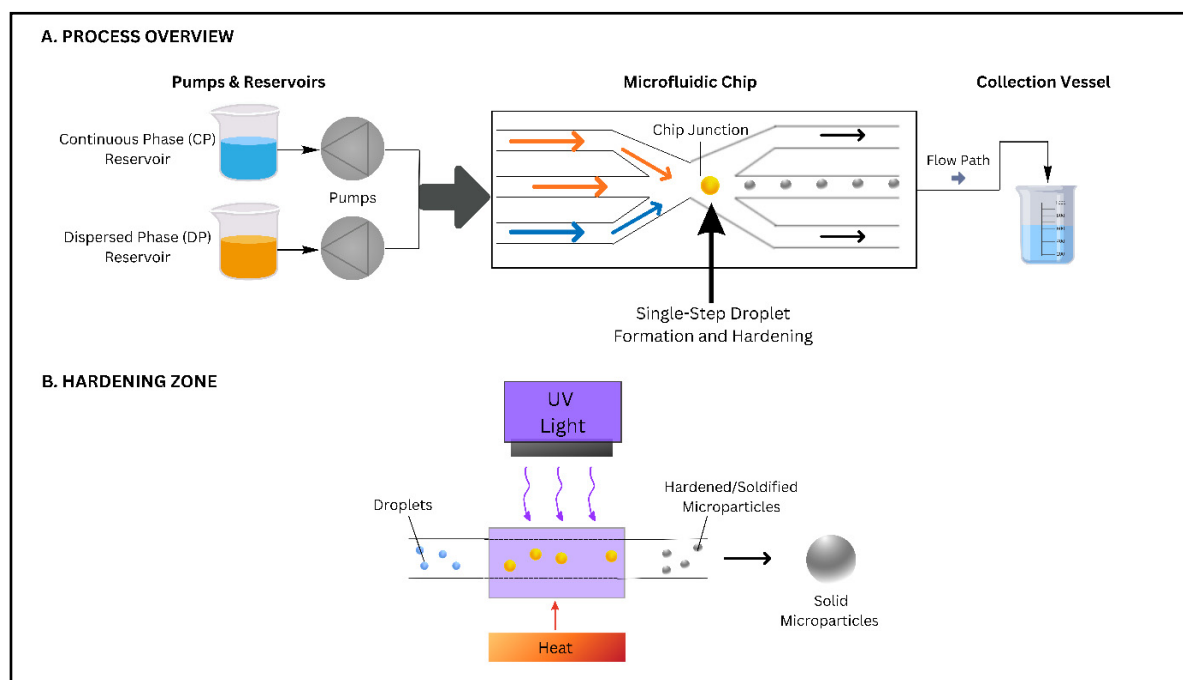 A. PROCESS OVERVIEW
Pumps & Reservoirs
Microfluidic Chip
Collection Vessel
Continuous Phase (CP)
Reservoir
Pumps
Dispersed Phase (DP)
Reservoir
Chip Junction
Flow Path
Single-Step Droplet
Formation and Hardening
B. HARDENING ZONE
UV
Light
Droplets
Hardened/Soldified
Microparticles
Solid
Microparticles
Heat